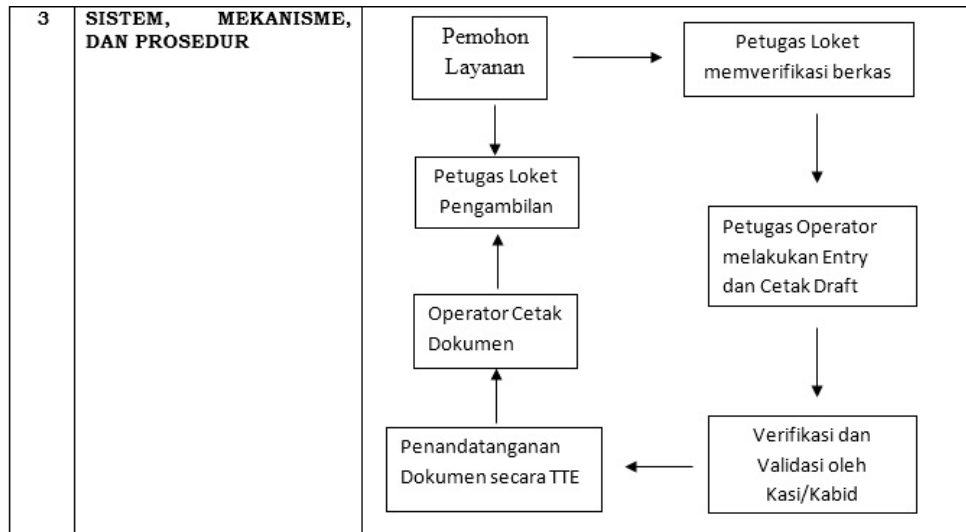 3
SISTEM, MEKANISME,
DAN PROSEDUR
Pemohon
Layanan
Petugas Loket
memverifikasi berkas
Petugas Operator
melakukan Entry
dan Cetak Draft
Verifikasi dan
Validasi oleh
Kasi/Kabid
Penandatanganan
Dokumen secara TTE
Operator Cetak
Dokumen
Petugas Loket
Pengambilan